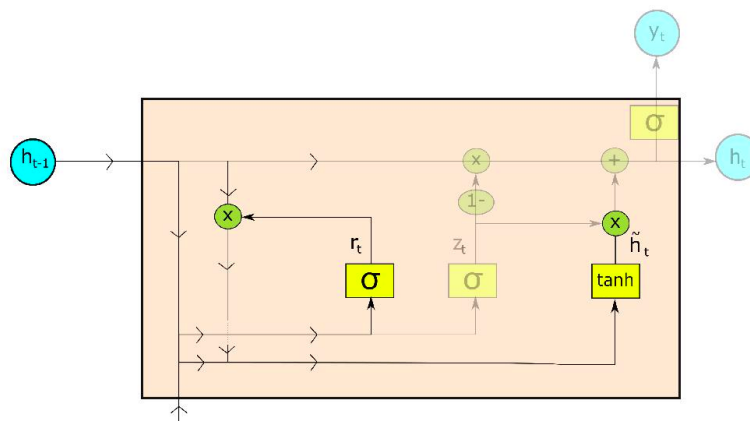 y_t
σ
h_{t-1}
x
+
h_t
1-
x
x
r_t
z_t
h̃_t
σ
σ
tanh